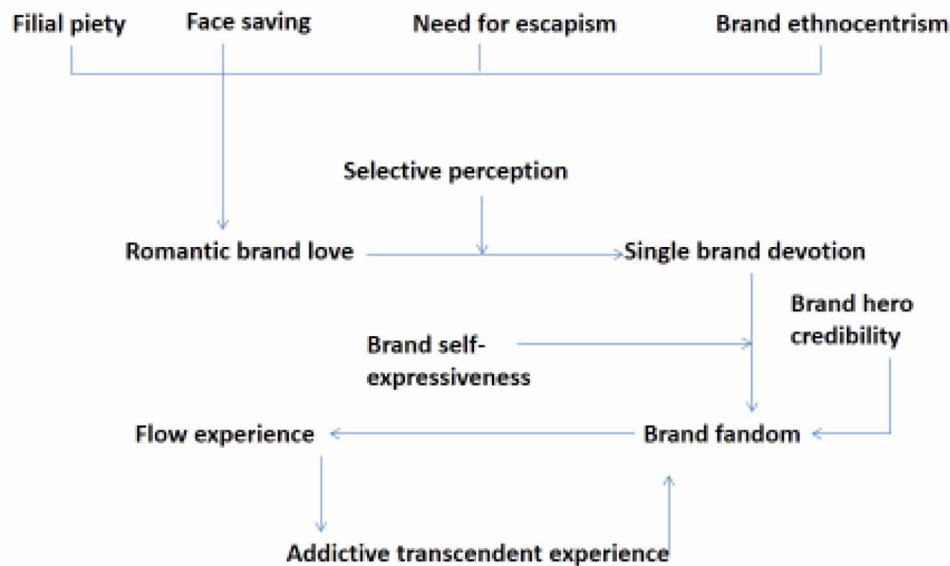 Filial piety
Face saving
Need for escapism
Brand ethnocentrism
Selective perception
Romantic brand love
Single brand devotion
Brand hero
credibility
Brand self-
expressiveness
Flow experience
Brand fandom
Addictive transcendent experience